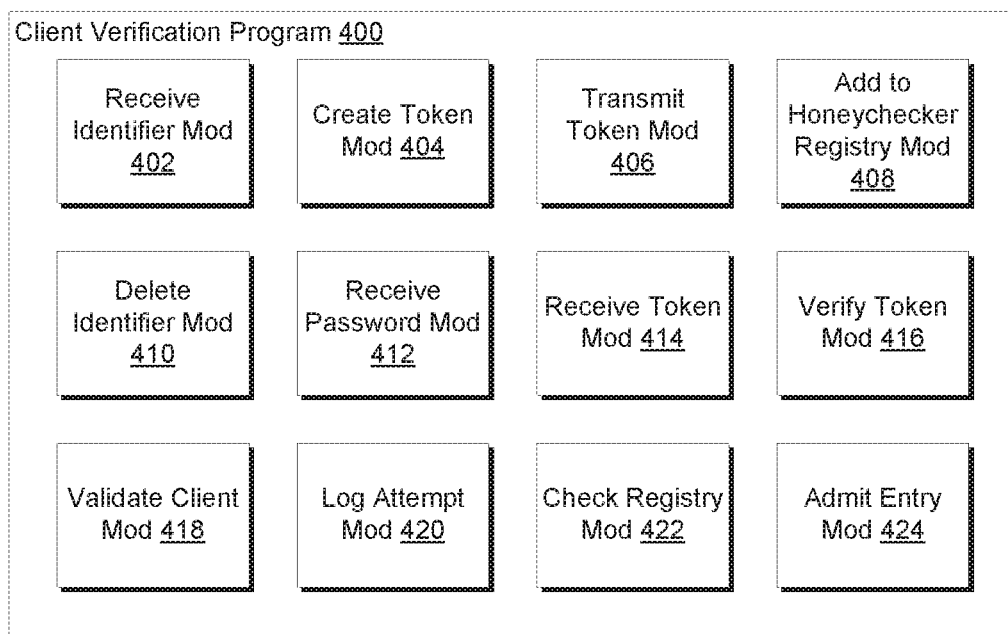 Client Verification Program 400
Receive
Identifier Mod
402
Create Token
Mod 404
Transmit
Token Mod
406
Add to
Honeychecker
Registry Mod
408
Delete
Identifier Mod
410
Receive
Password Mod
412
Receive Token
Mod 414
Verify Token
Mod 416
Validate Client
Mod 418
Log Attempt
Mod 420
Check Registry
Mod 422
Admit Entry
Mod 424